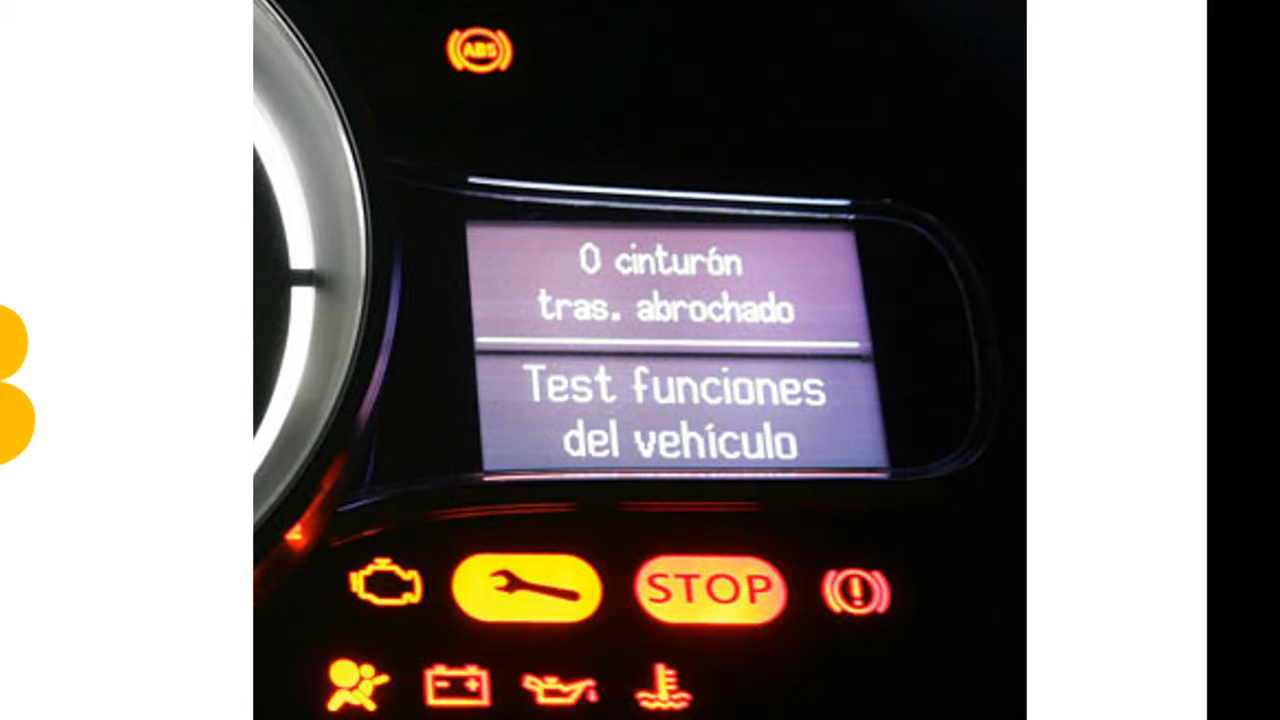 ABS
0 cinturón
tras. abrochado
Test funciones
del vehículo
STOP